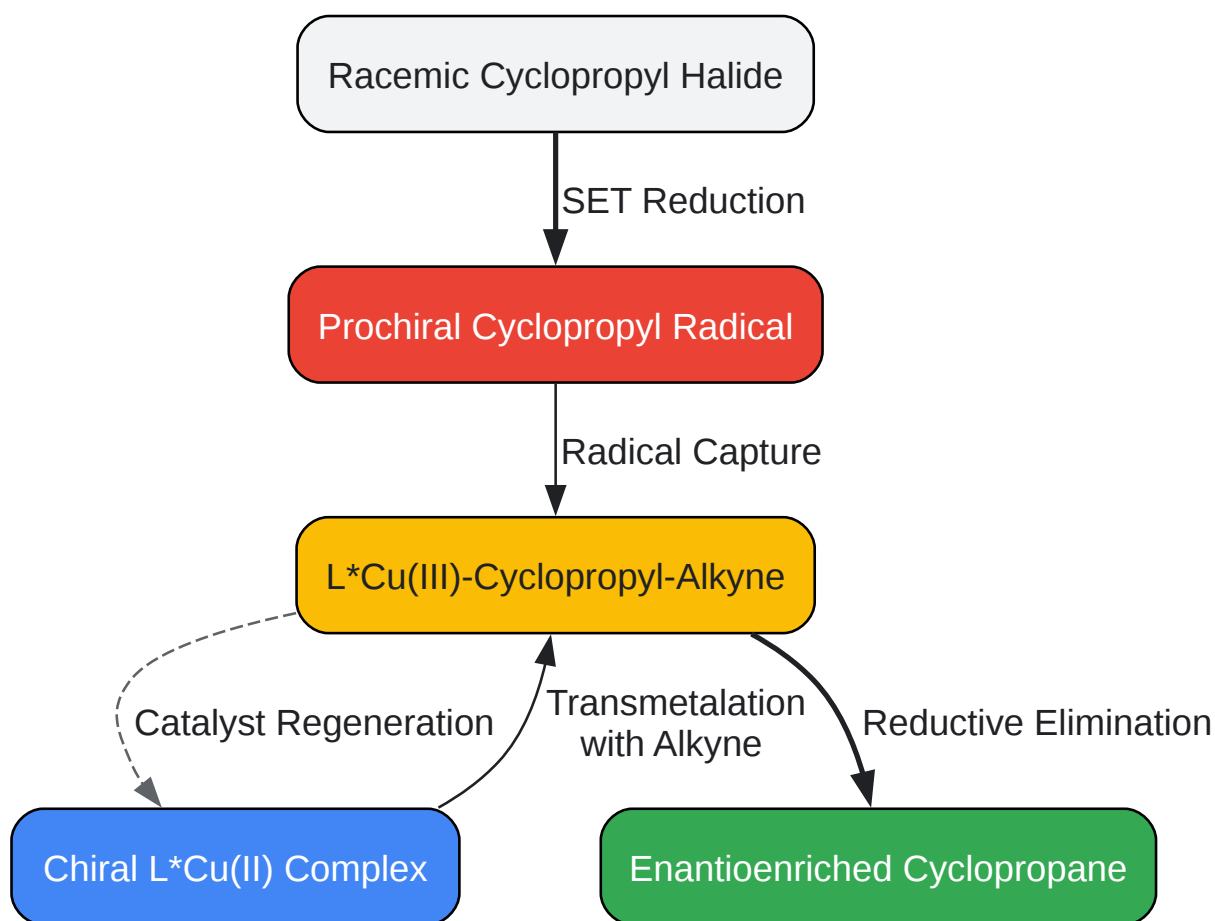 Racemic Cyclopropyl Halide
SET Reduction
Prochiral Cyclopropyl Radical
Radical Capture
L*Cu(III)-Cyclopropyl-Alkyne
Catalyst Regeneration
Transmetalation
with Alkyne
Reductive Elimination
Chiral L*Cu(II) Complex
Enantioenriched Cyclopropane